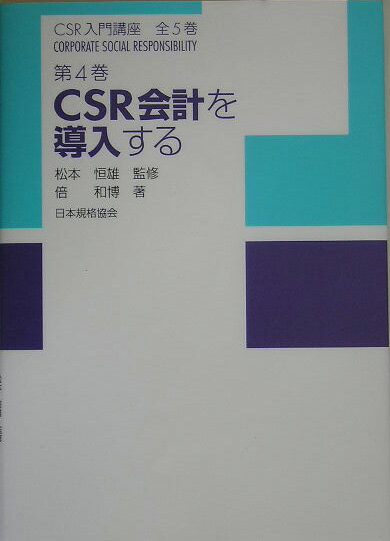 CSR入門講座 全5巻
CORPORATE SOCIAL RESPONSIBILITY
第4巻
CSR会計を
導入する
松本 恒雄 監修
倍 和博 著
日本規格協会